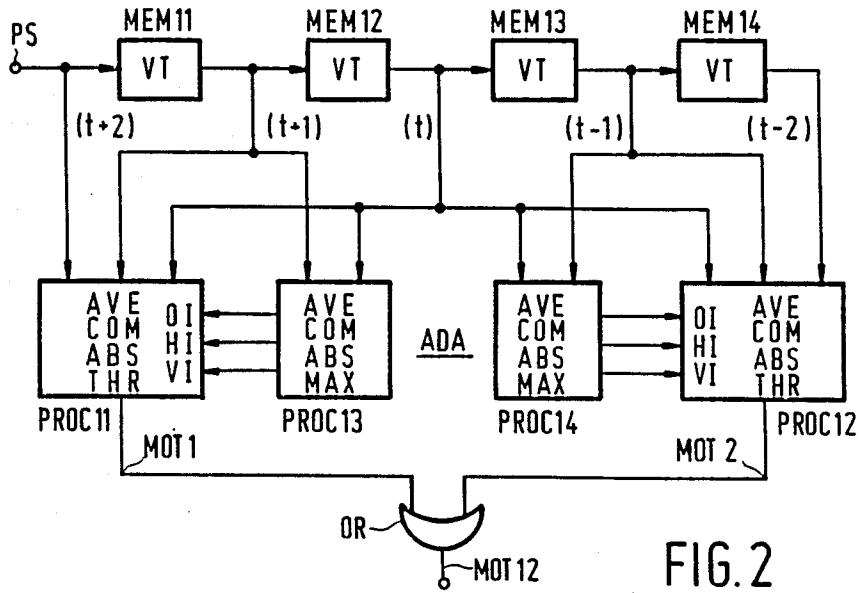 MEM11 MEM12 MEM13 MEM14
PS
VT VT VT VT
(t+2) (t+1) (t) (t-1) (t-2)
AVE
COM
ABS
THR
OI
HI
VI
AVE
COM
ABS
MAX
ADA
AVE
COM
ABS
MAX
OI
HI
VI
AVE
COM
ABS
THR
PROC11 PROC13 PROC14 PROC12
MOT1 MOT2
OR
MOT12
FIG.2